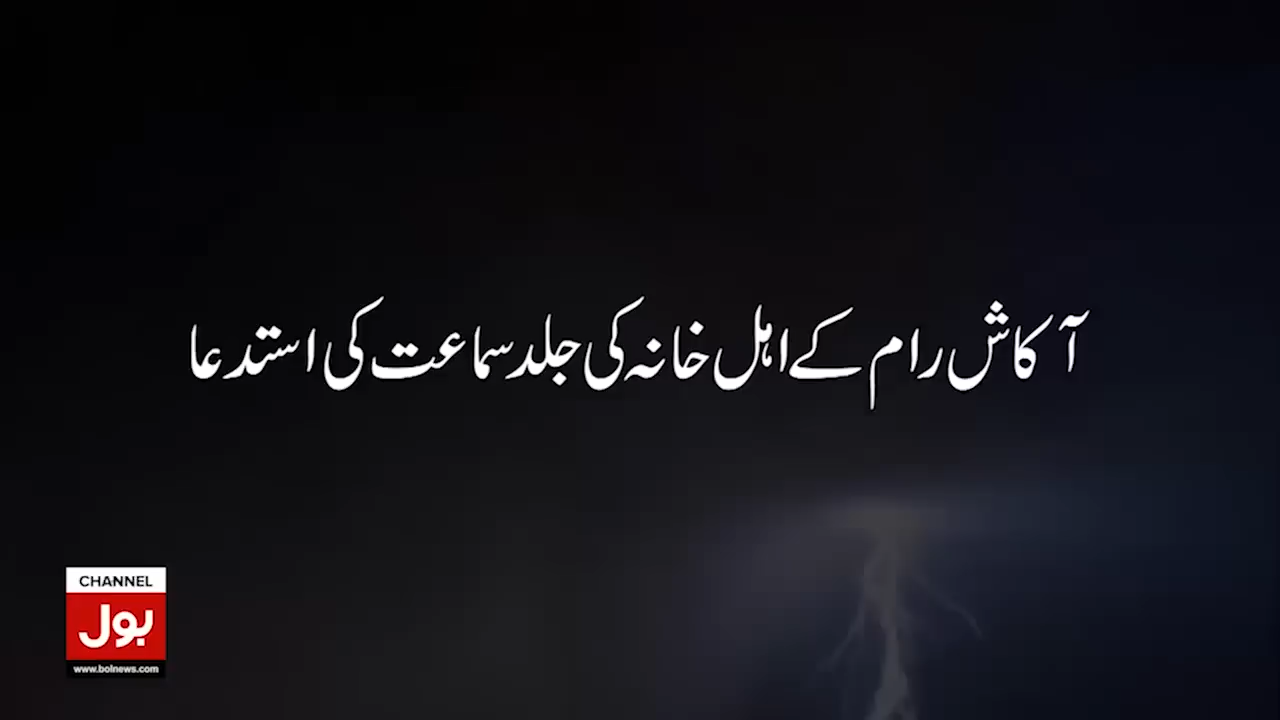 آکاش رام کے اہل خانہ کی جلد سماعت کی استدعا
CHANNEL
بول
www.bolnews.com